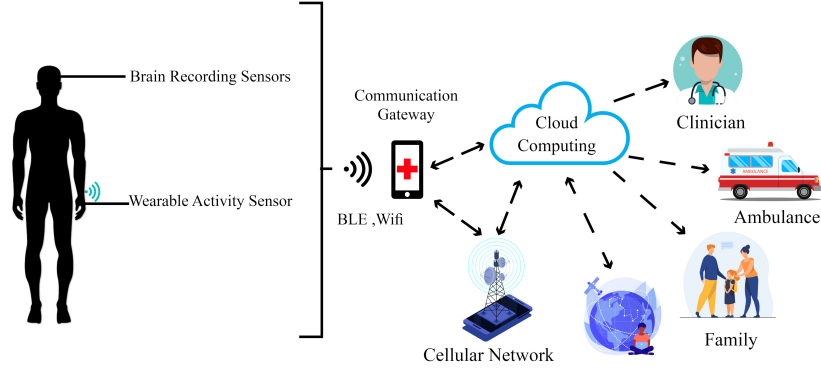 Brain Recording Sensors
Wearable Activity Sensor
Communication
Gateway
BLE ,Wifi
Cloud
Computing
Cellular Network
Clinician
AMBULANCE
Ambulance
Family